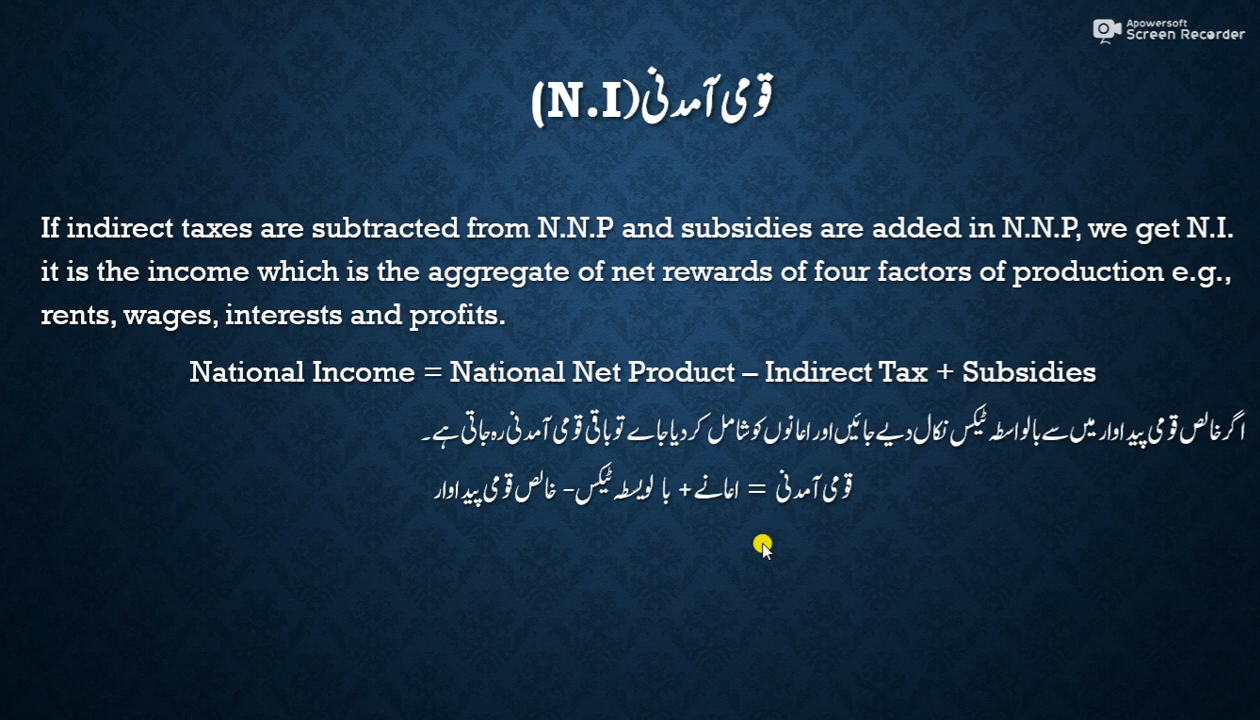 Apowersoft
Screen Recorder
قومی آمدنی(N.I)
If indirect taxes are subtracted from N.N.P and subsidies are added in N.N.P, we get N.I.
it is the income which is the aggregate of net rewards of four factors of production e.g.,
rents, wages, interests and profits.
National Income = National Net Product – Indirect Tax + Subsidies
اگر خالص قومی پیداوار میں سے بالواسطہ ٹیکس نکال دیے جائیں اور اعانوں کو شامل کر دیا جاے تو باقی قومی آمدنی رہ جاتی ہے۔
قومی آمدنی = اعانے + با لویسطہ ٹیکس – خالص قومی پیداوار